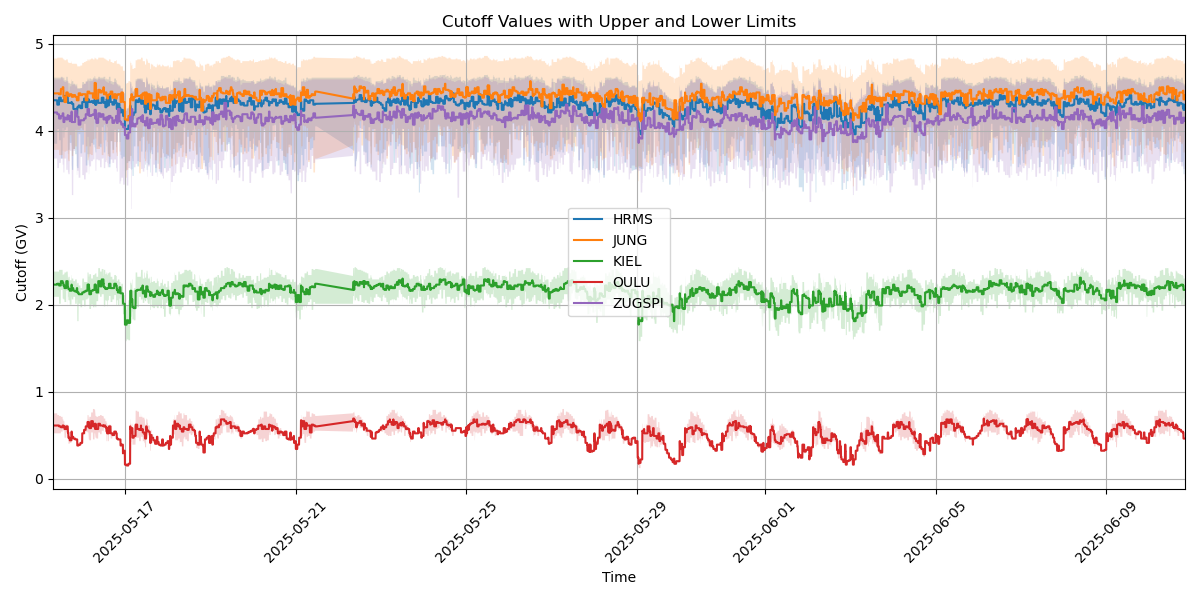 Cutoff Values with Upper and Lower Limits
Cutoff (GV)
5
4
3
2
1
0
HRMS
JUNG
KIEL
OULU
ZUGSPI
2025-05-17
2025-05-21
2025-05-25
2025-05-29
2025-06-01
2025-06-05
2025-06-09
Time